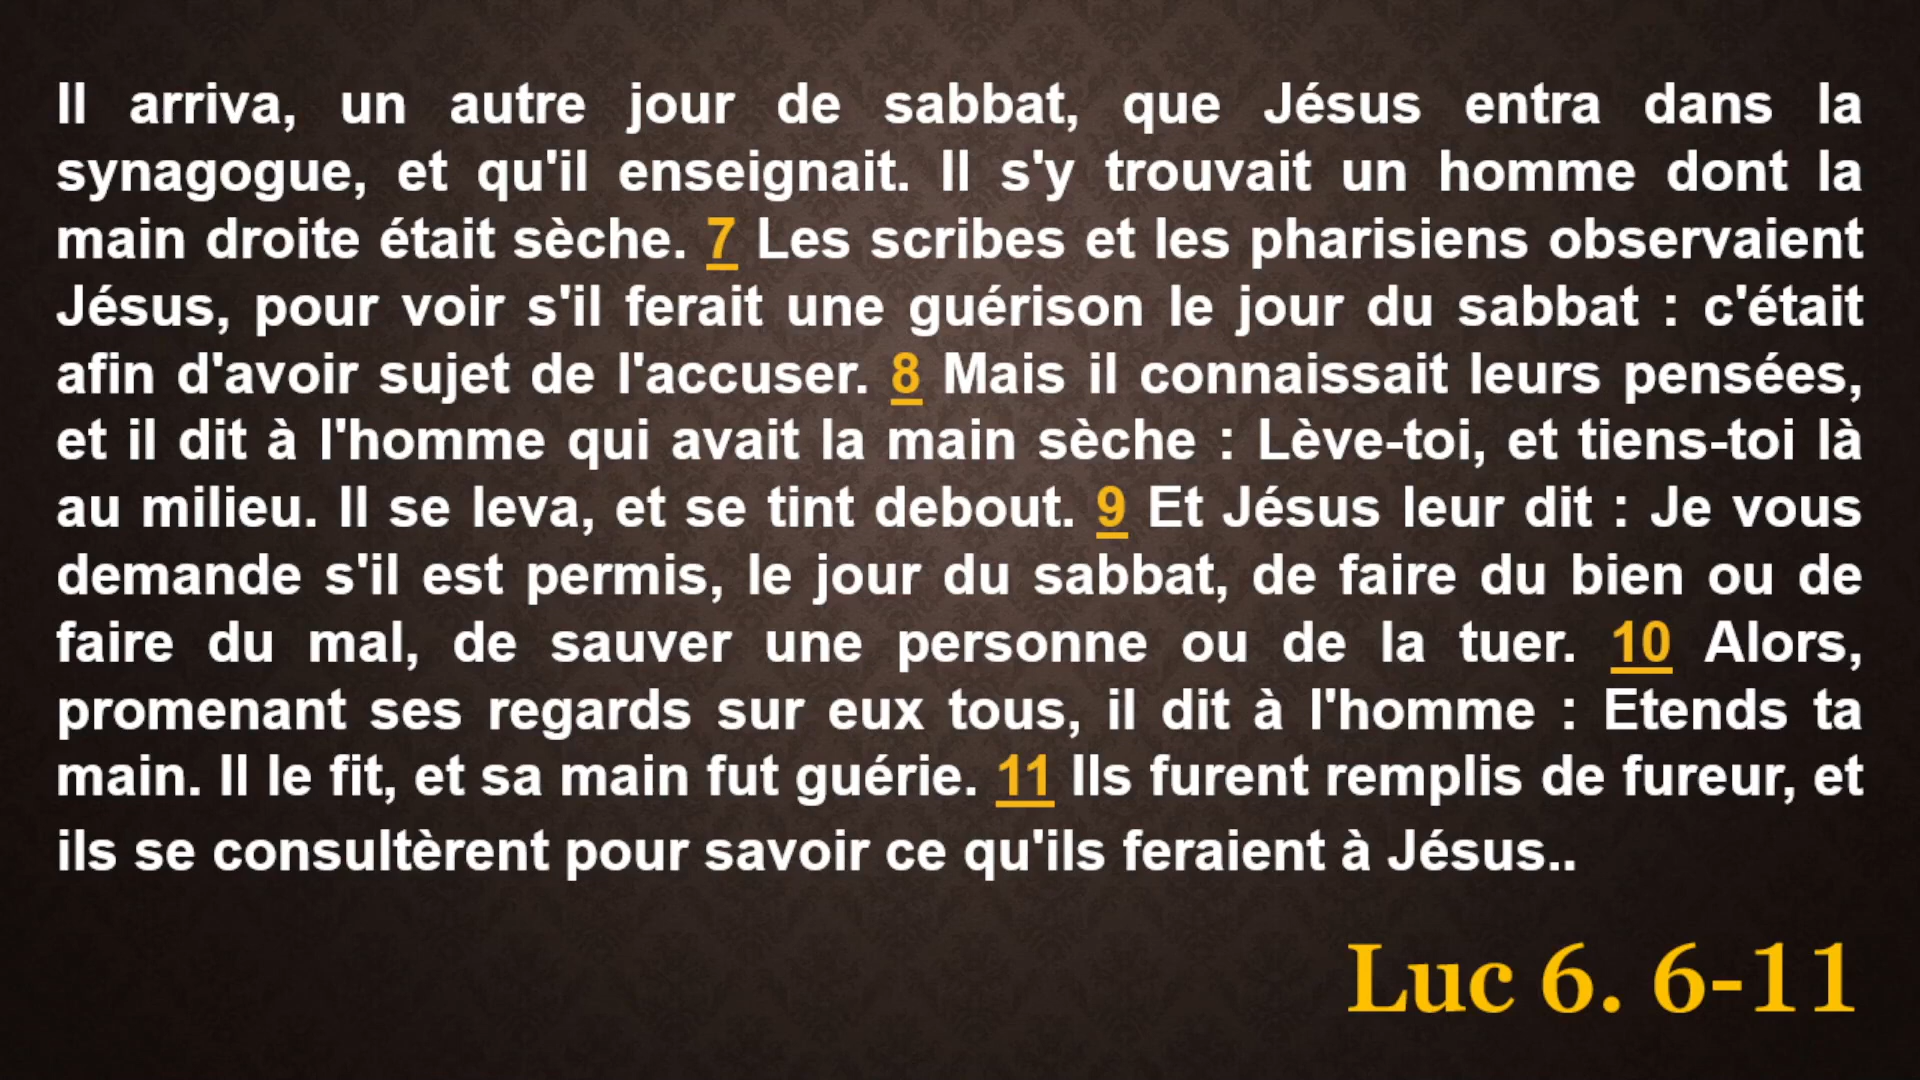 Il arriva, un autre jour de sabbat, que Jésus entra dans la
synagogue, et qu'il enseignait. Il s'y trouvait un homme dont la
main droite était sèche. 7 Les scribes et les pharisiens observaient
Jésus, pour voir s'il ferait une guérison le jour du sabbat : c'était
afin d'avoir sujet de l'accuser. 8 Mais il connaissait leurs pensées,
et il dit à l'homme qui avait la main sèche : Lève-toi, et tiens-toi là
au milieu. Il se leva, et se tint debout. 9 Et Jésus leur dit : Je vous
demande s'il est permis, le jour du sabbat, de faire du bien ou de
faire du mal, de sauver une personne ou de la tuer. 10 Alors,
promenant ses regards sur eux tous, il dit à l'homme : Etends ta
main. Il le fit, et sa main fut guérie. 11 Ils furent remplis de fureur, et
ils se consultèrent pour savoir ce qu'ils feraient à Jésus..
Luc 6. 6-11